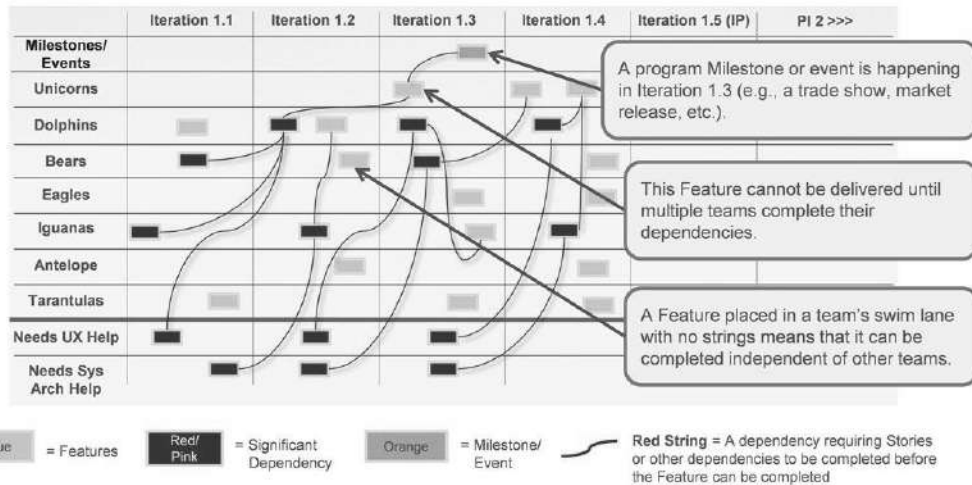 Iteration 1.1 Iteration 1.2 Iteration 1.3 Iteration 1.4 Iteration 1.5 (IP) PI 2 >>>
Milestones/
Events
Unicorns
Dolphins
Bears
Eagles
Iguanas
Antelope
Tarantulas
Needs UX Help
Needs Sys
Arch Help
A program Milestone or event is happening
in Iteration 1.3 (e.g., a trade show, market
release, etc.).
This Feature cannot be delivered until
multiple teams complete their
dependencies.
A Feature placed in a team's swim lane
with no strings means that it can be
completed independent of other teams.
ue
= Features
Red/
Pink
= Significant
Dependency
Orange
= Milestone/
Event
Red String = A dependency requiring Stories
or other dependencies to be completed before
the Feature can be completed